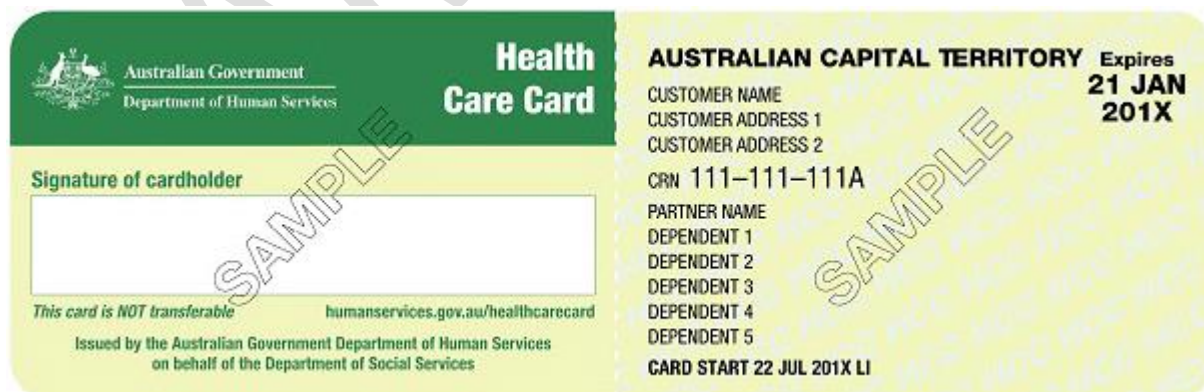 Australian Government
Department of Human Services
Health
Care Card
Signature of cardholder
SAMPLE
This card is NOT transferable
humanservices.gov.au/healthcarecard
Issued by the Australian Government Department of Human Services
on behalf of the Department of Social Services
AUSTRALIAN CAPITAL TERRITORY
Expires
21 JAN
201X
CUSTOMER NAME
CUSTOMER ADDRESS 1
CUSTOMER ADDRESS 2
CRN 111–111–111A
PARTNER NAME
DEPENDENT 1
DEPENDENT 2
DEPENDENT 3
DEPENDENT 4
DEPENDENT 5
SAMPLE
CARD START 22 JUL 201X LI